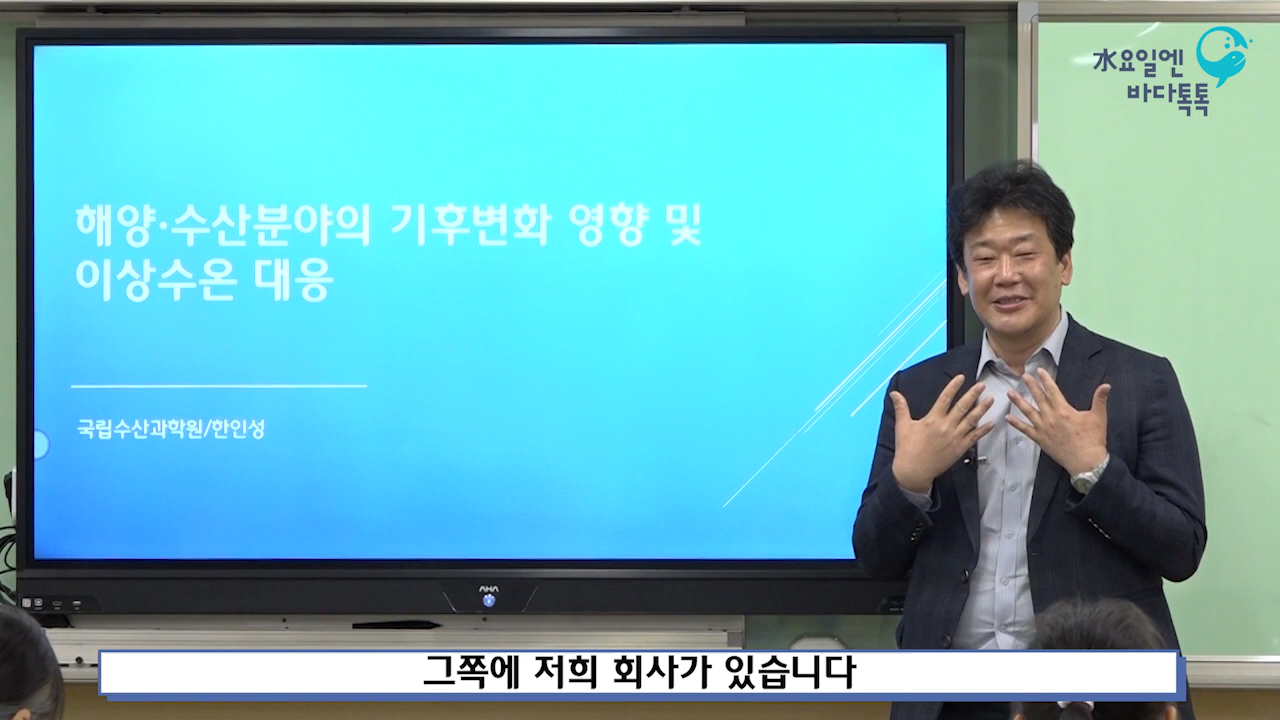 水요일엔
바다톡톡
해양·수산분야의 기후변화 영향 및
이상수온 대응
국립수산과학원/한인성
AHA
그쪽에 저희 회사가 있습니다